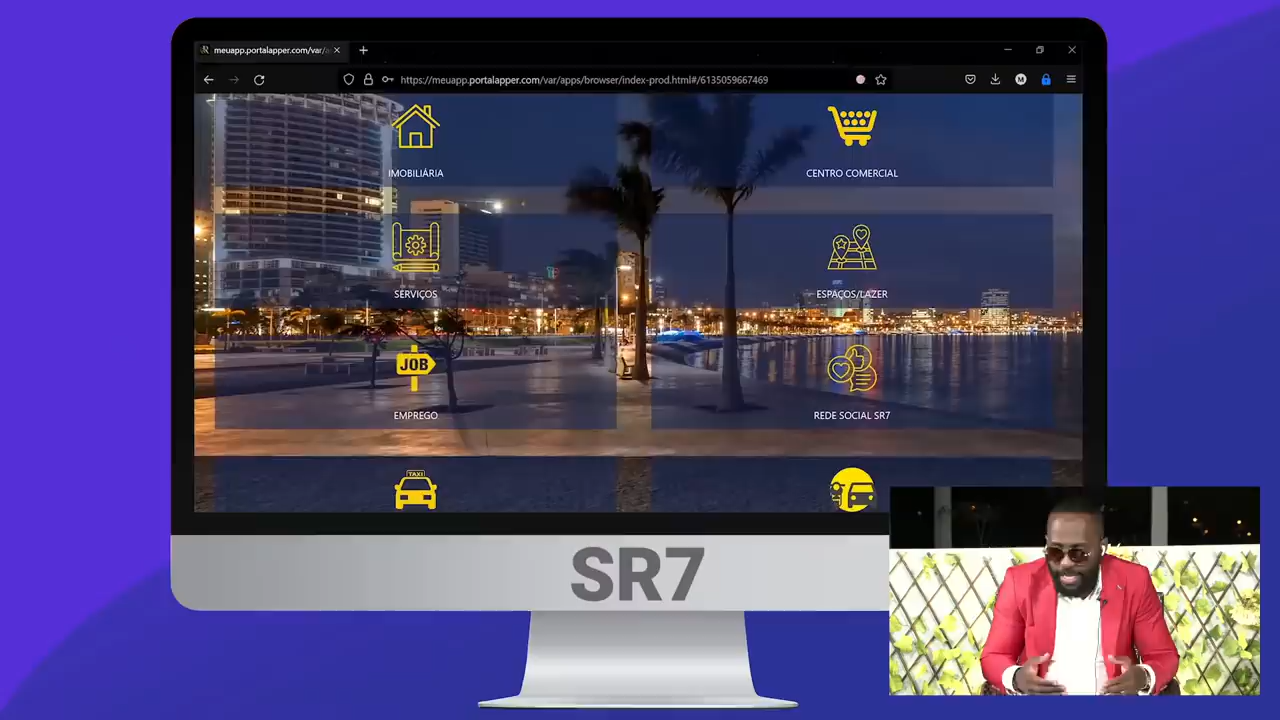 meuapp.portalapper.com/var/a
https://meuapp.portalapper.com/var/apps/browser/index-prod.html#/6135059667469
M
IMOBILIÁRIA
CENTRO COMERCIAL
SERVIÇOS
ESPAÇOS/LAZER
JOB
EMPREGO
REDE SOCIAL SR7
TAXI
SR7